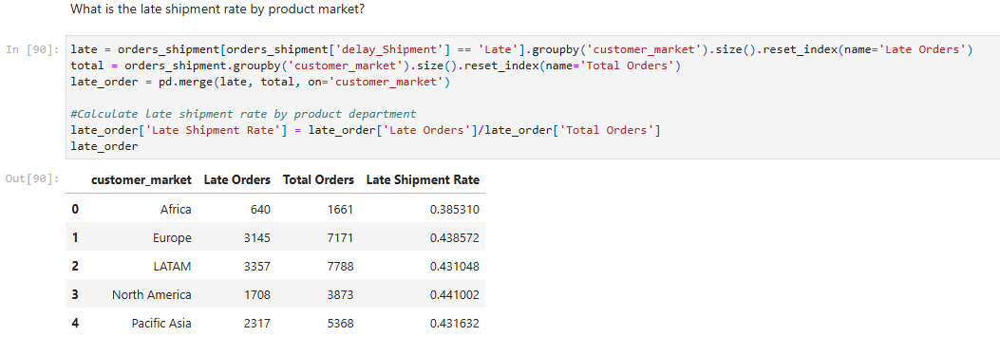 What is the late shipment rate by product market?
In [90]: late = orders_shipment[orders_shipment['delay_Shipment'] == 'Late'].groupby('customer_market').size().reset_index(name='Late Orders')
total = orders_shipment.groupby('customer_market').size().reset_index(name='Total Orders')
late_order = pd.merge(late, total, on='customer_market')
#Calculate late shipment rate by product department
late_order['Late Shipment Rate'] = late_order['Late Orders']/late_order['Total Orders']
late_order
Out[90]: customer_market Late Orders Total Orders Late Shipment Rate
0 Africa 640 1661 0.385310
1 Europe 3145 7171 0.438572
2 LATAM 3357 7788 0.431048
3 North America 1708 3873 0.441002
4 Pacific Asia 2317 5368 0.431632